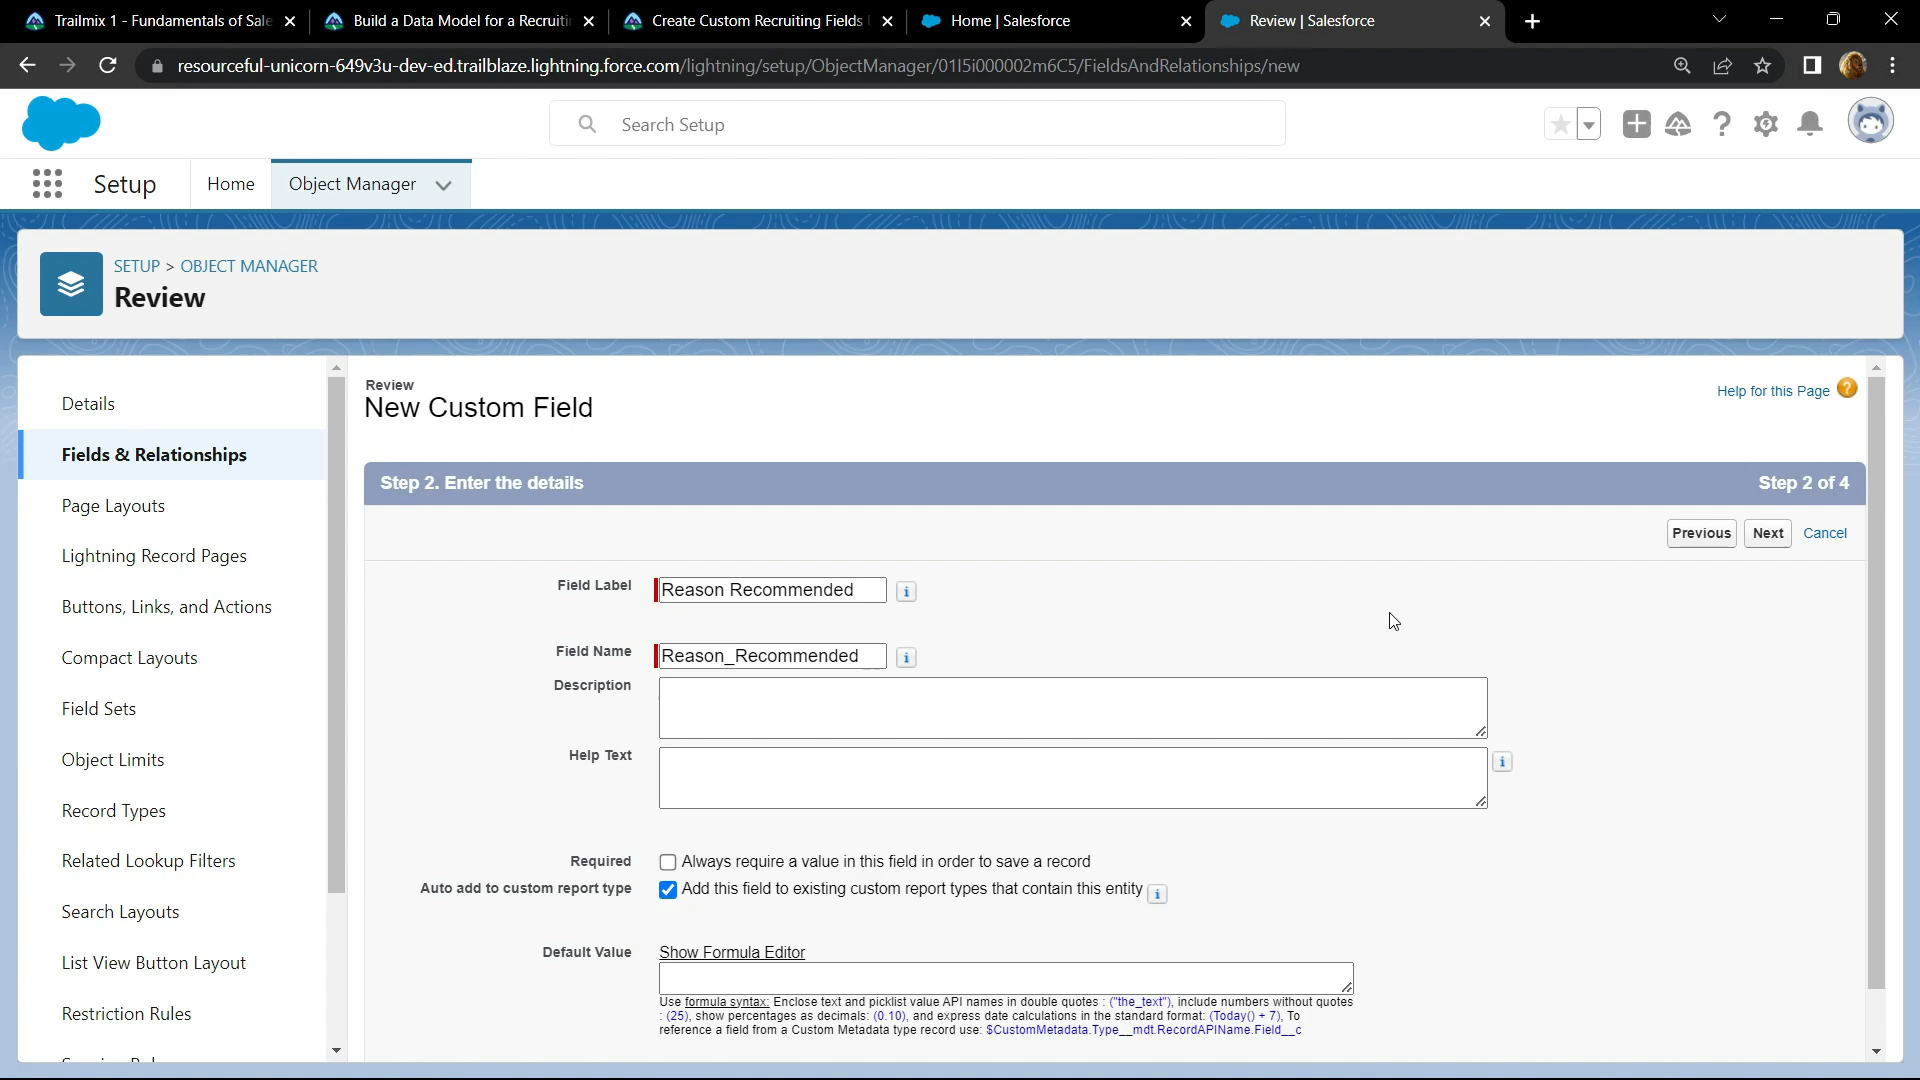 Trailmix 1 - Fundamentals of Sale
Build a Data Model for a Recruitin
Create Custom Recruiting Fields
Home | Salesforce
Review | Salesforce
resourceful-unicorn-649v3u-dev-ed.trailblaze.lightning.force.com/lightning/setup/ObjectManager/01I5i000002m6C5/FieldsAndRelationships/new
Search Setup
Setup
Home
Object Manager
SETUP > OBJECT MANAGER
Review
Details
Fields & Relationships
Page Layouts
Lightning Record Pages
Buttons, Links, and Actions
Compact Layouts
Field Sets
Object Limits
Record Types
Related Lookup Filters
Search Layouts
List View Button Layout
Restriction Rules
Review
New Custom Field
Help for this Page
Step 2. Enter the details
Step 2 of 4
Previous
Next
Cancel
Field Label
Reason Recommended
Field Name
Reason_Recommended
Description
Help Text
Required
Always require a value in this field in order to save a record
Auto add to custom report type
Add this field to existing custom report types that contain this entity
Default Value
Show Formula Editor
Use formula syntax: Enclose text and picklist value API names in double quotes : ("the_text"), include numbers without quotes
: (25), show percentages as decimals: (0.10), and express date calculations in the standard format: (Today() + 7), To
reference a field from a Custom Metadata type record use: $CustomMetadata.Type__mdt.RecordAPIName.Field__c